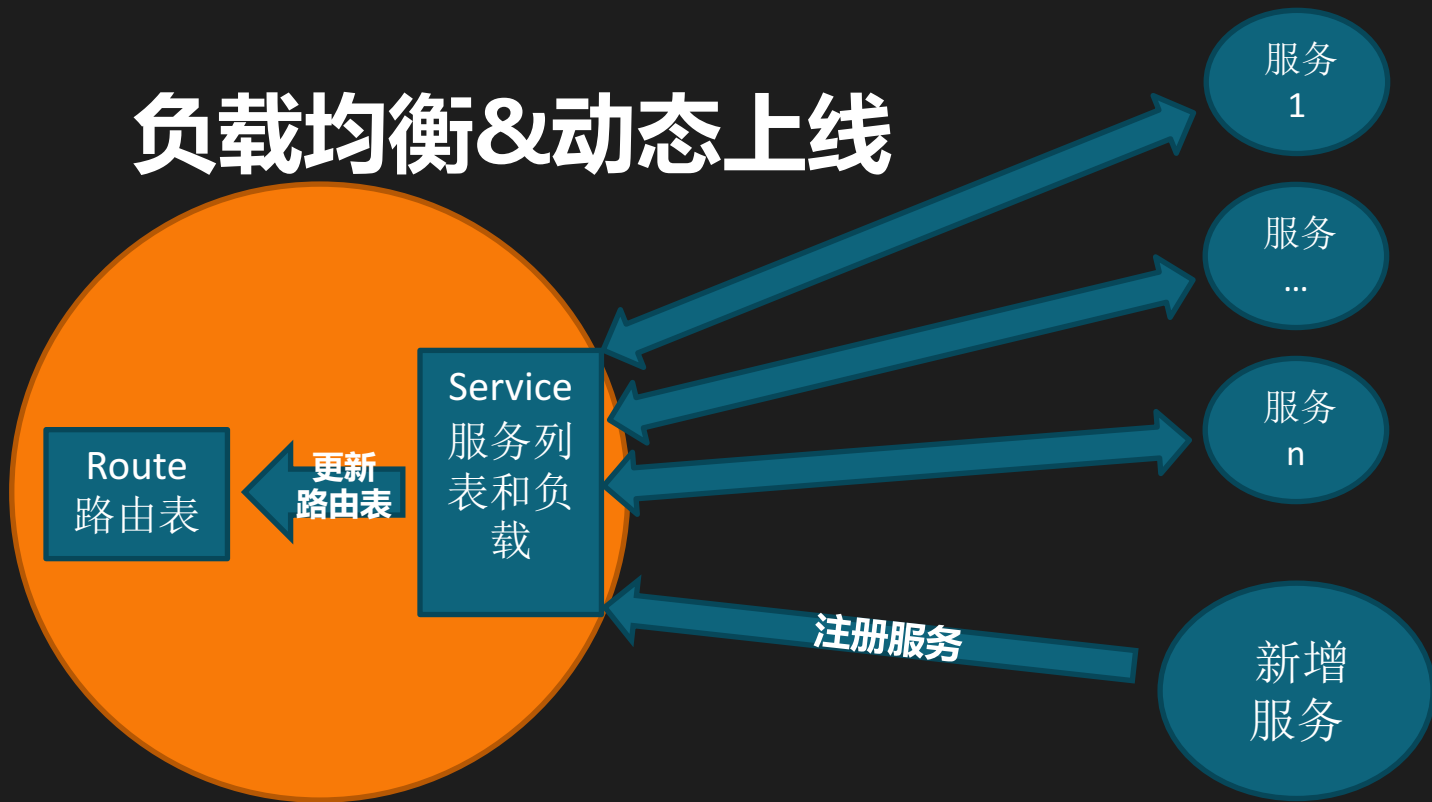 负载均衡&动态上线
服务
1
服务
…
服务
n
Service
服务列
表和负
载
Route
路由表
更新
路由表
注册服务
新增
服务